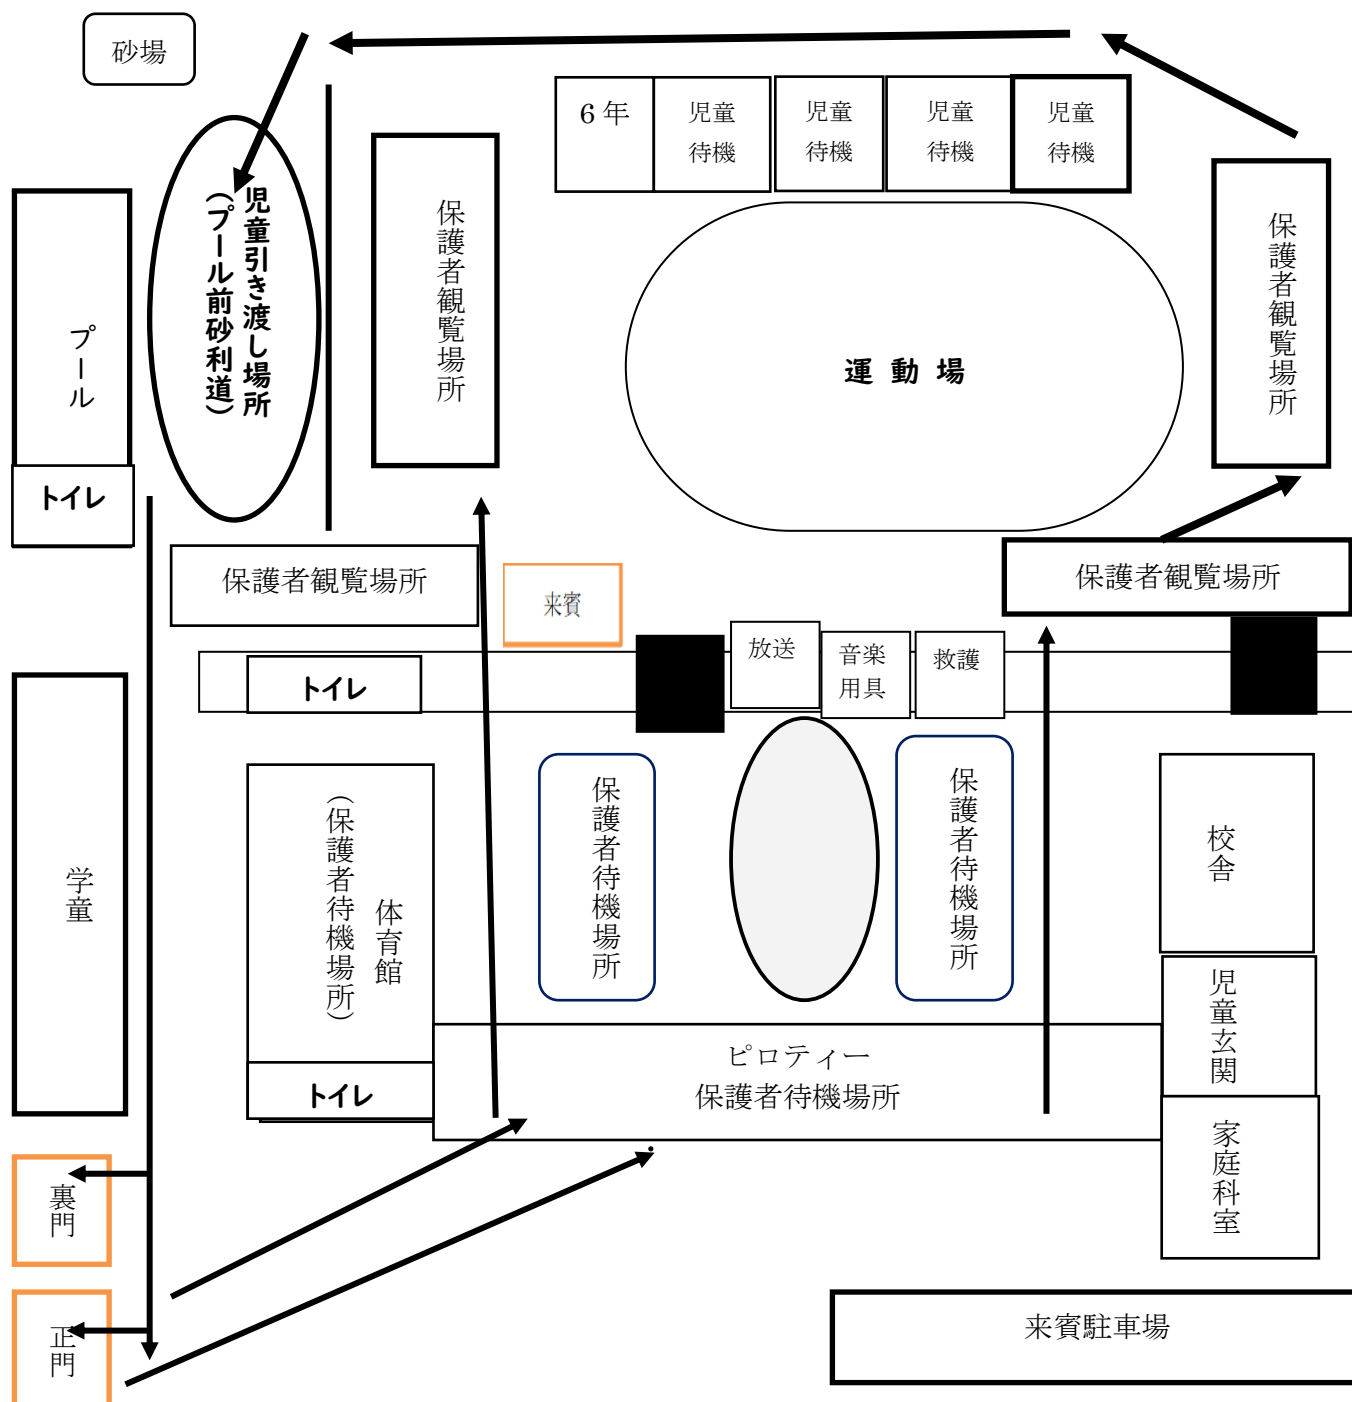 砂場
6年
児童
待機
児童
待機
児童
待機
児童
待機
保護者観覧場所
保護者観覧場所
児童引き渡し場所
(プール前砂利道)
プール
トイレ
運動場
保護者観覧場所
来賓
保護者観覧場所
トイレ
放送
音楽
用具
救護
学童
体育館
(保護者待機場所)
保護者待機場所
保護者待機場所
校舎
児童玄関
家庭科室
トイレ
ピロティー
保護者待機場所
裏門
正門
来賓駐車場